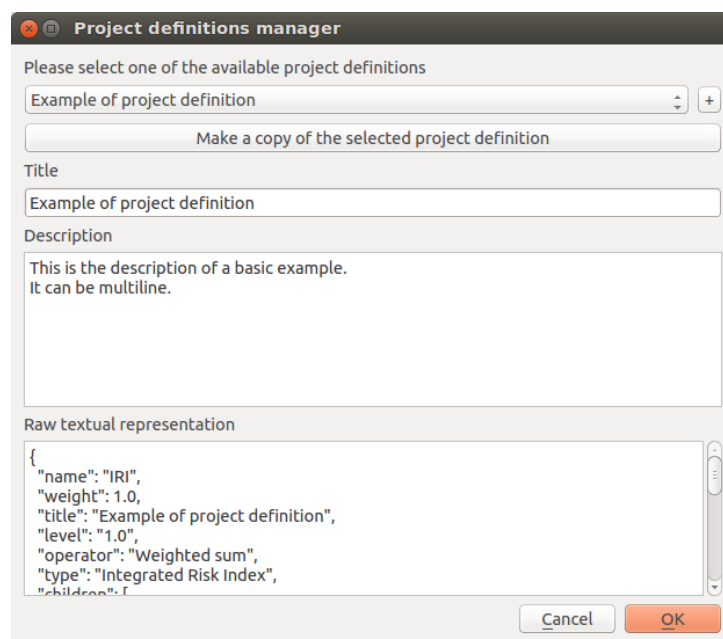 Project definitions manager
Please select one of the available project definitions
Example of project definition
+
Make a copy of the selected project definition
Title
Example of project definition
Description
This is the description of a basic example.
It can be multiline.
Raw textual representation
{
"name": "IRI",
"weight": 1.0,
"title": "Example of project definition",
"level": "1.0",
"operator": "Weighted sum",
"type": "Integrated Risk Index",
"children": [
Cancel
OK